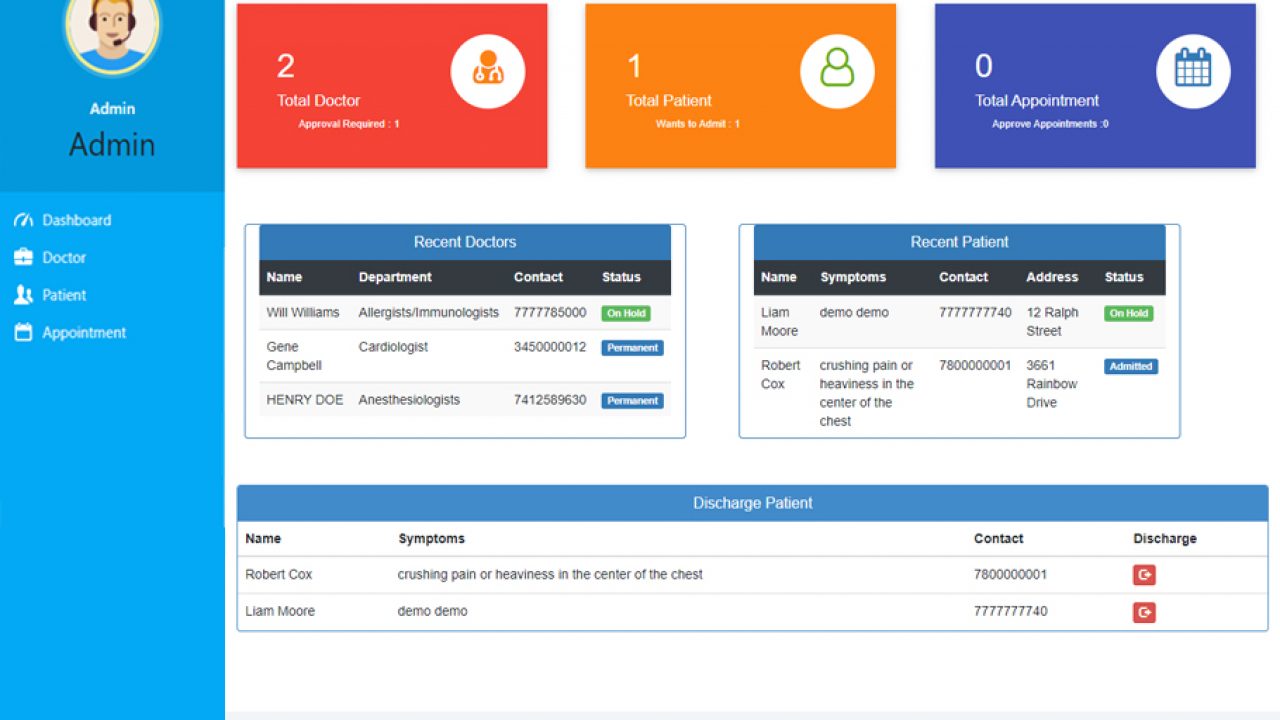 Admin
Admin
Dashboard
Doctor
Patient
Appointment
2
Total Doctor
Approval Required : 1
1
Total Patient
Wants to Admit : 1
0
Total Appointment
Approve Appointments :0
Recent Doctors
Name Department Contact Status
Will Williams Allergists/Immunologists 7777785000 On Hold
Gene Cardiologist 3450000012 Permanent
Campbell
HENRY DOE Anesthesiologists 7412589630 Permanent
Recent Patient
Name Symptoms Contact Address Status
Liam demo demo 7777777740 12 Ralph On Hold
Moore Street
Robert crushing pain or 7800000001 3661 Admitted
Cox heaviness in the Rainbow
center of the Drive
chest
Discharge Patient
Name Symptoms Contact Discharge
Robert Cox crushing pain or heaviness in the center of the chest 7800000001
Liam Moore demo demo 7777777740